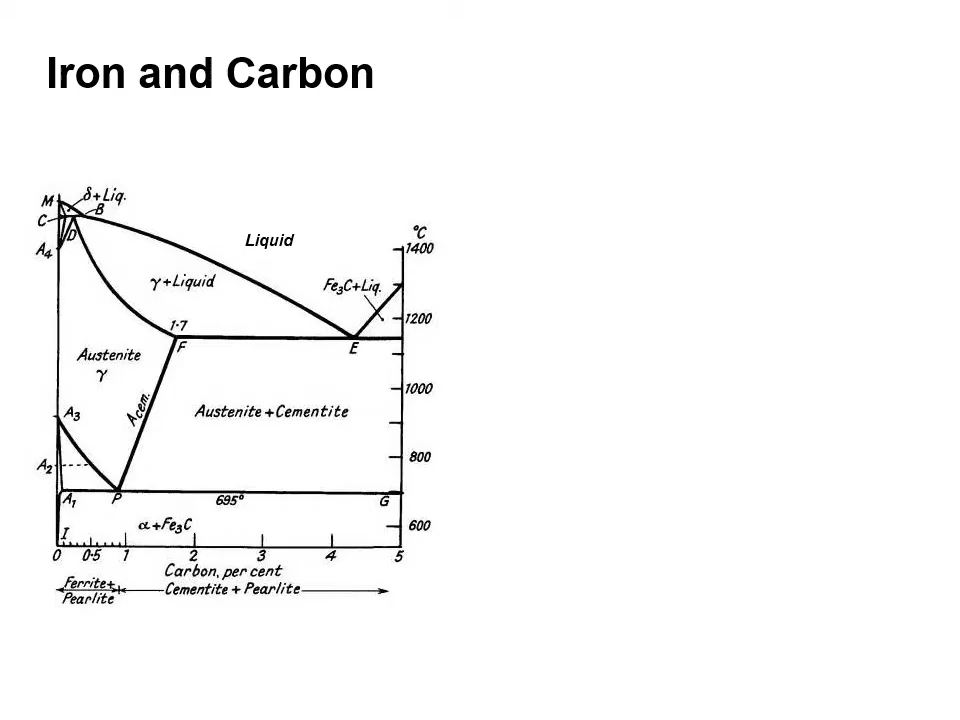 Iron and Carbon
M
δ+Liq.
B
C
D
A4
Liquid
°C
1400
γ+Liquid
Fe3C+Liq.
1200
1·7
F
E
Austenite
γ
Acem.
1000
Austenite+Cementite
A3
A2
800
A1
P
695°
G
α+Fe3C
600
I
0 0·5 1 2 3 4 5
Carbon, per cent
Ferrite+
Pearlite
Cementite + Pearlite